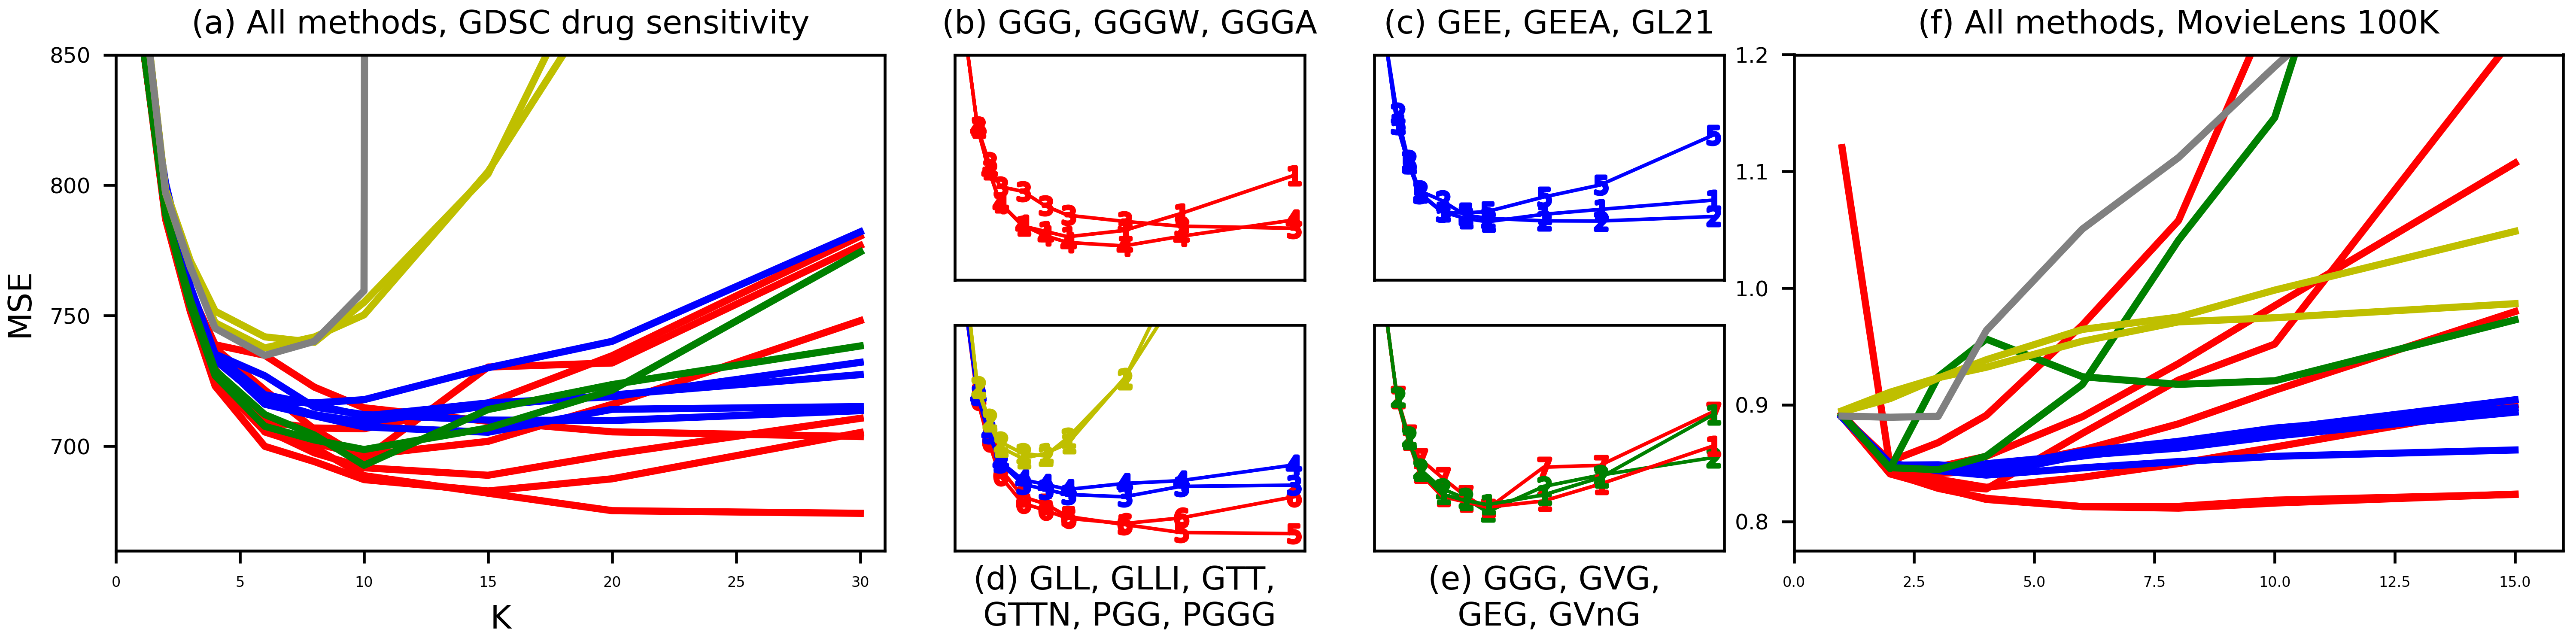 (a) All methods, GDSC drug sensitivity
850
800
750
700
MSE
0 5 10 15 20 25 30
K
(b) GGG, GGGW, GGGA
(c) GEE, GEEA, GL21
(d) GLL, GLLI, GTT,
GTTN, PGG, PGGG
(e) GGG, GVG,
GEG, GVnG
(f) All methods, MovieLens 100K
1.2
1.1
1.0
0.9
0.8
0.0 2.5 5.0 7.5 10.0 12.5 15.0